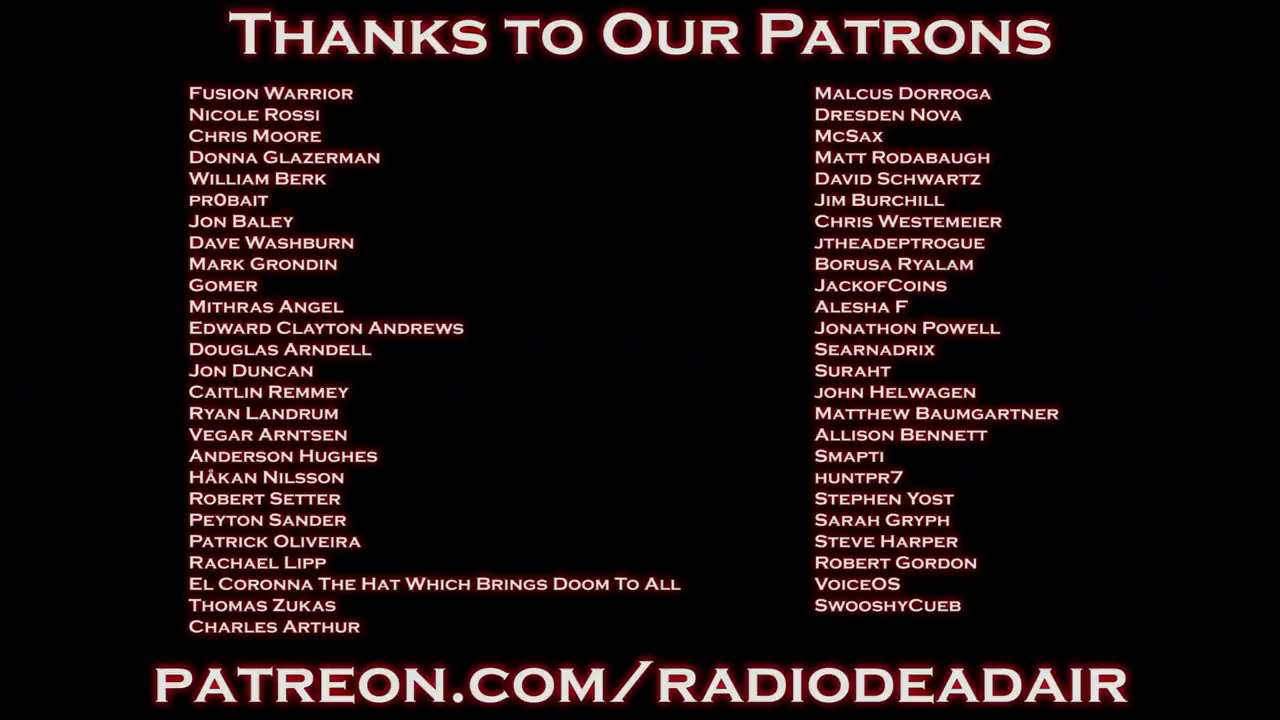 Thanks to Our Patrons
Fusion Warrior
Nicole Rossi
Chris Moore
Donna Glazerman
William Berk
pr0bait
Jon Baley
Dave Washburn
Mark Grondin
Gomer
Mithras Angel
Edward Clayton Andrews
Douglas Arndell
Jon Duncan
Caitlin Remmey
Ryan Landrum
Vegar Arntsen
Anderson Hughes
Håkan Nilsson
Robert Setter
Peyton Sander
Patrick Oliveira
Rachael Lipp
El Coronna The Hat Which Brings Doom To All
Thomas Zukas
Charles Arthur
Malcus Dorroga
Dresden Nova
McSax
Matt Rodabaugh
David Schwartz
Jim Burchill
Chris Westemeier
jtheadeptrogue
Borusa Ryalam
JackofCoins
Alesha F
Jonathon Powell
Searnadrix
Suraht
john Helwagen
Matthew Baumgartner
Allison Bennett
Smapti
huntpr7
Stephen Yost
Sarah Gryph
Steve Harper
Robert Gordon
VoiceOS
SwooshyCueb
patreon.com/radiodeadair